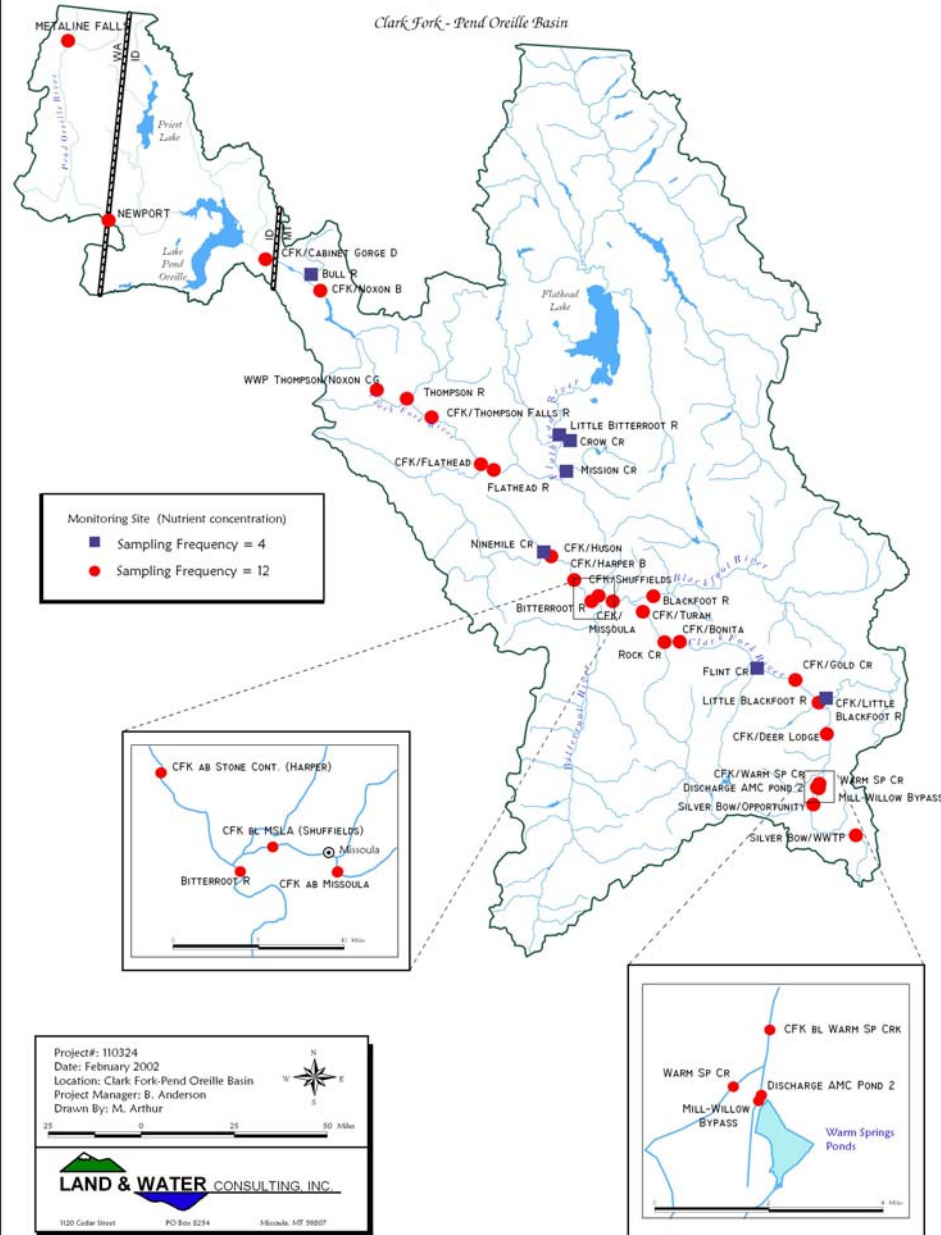 Clark Fork - Pend Oreille Basin
METALINE FALLS
WA
ID
Pend Oreille River
Priest
Lake
NEWPORT
Lake
Pend
Oreille
ID
MT
CFK/CABINET GORGE D
BULL R
CFK/NOXON B
Flathead
Lake
WWP THOMPSON/NOXON CG
THOMPSON R
Clark Fork River
CFK/THOMPSON FALLS R
Flathead River
LITTLE BITTERROOT R
CROW CR
MISSION CR
CFK/FLATHEAD
FLATHEAD R
Monitoring Site (Nutrient concentration)
Sampling Frequency = 4
Sampling Frequency = 12
NINEMILE CR
CFK/HUSON
CFK/HARPER B
CFK/SHUFFIELDS
Blackfoot River
BITTERROOT R
BLACKFOOT R
CFK/
MISSOULA
CFK/TURAH
CFK/BONITA
ROCK CR
Clark Fork River
FLINT CR
CFK/GOLD CR
LITTLE BLACKFOOT R
CFK/LITTLE
BLACKFOOT R
Bitterroot River
CFK/DEER LODGE
CFK/WARM SP CR
WARM SP CR
DISCHARGE AMC POND 2
MILL-WILLOW BYPASS
SILVER BOW/OPPORTUNITY
SILVER BOW/WWTP
CFK AB STONE CONT. (HARPER)
CFK BL MSLA (SHUFFIELDS)
Missoula
BITTERROOT R
CFK AB MISSOULA
0 5 10 Miles
CFK BL WARM SP CRK
WARM SP CR
DISCHARGE AMC POND 2
MILL-WILLOW
BYPASS
Warm Springs
Ponds
0 2 4 Miles
Project#: 110324
Date: February 2002
Location: Clark Fork-Pend Oreille Basin
Project Manager: B. Anderson
Drawn By: M. Arthur
N
W E
S
25 0 25 50 Miles
LAND & WATER CONSULTING, INC.
1120 Cedar Street PO Box 8254 Missoula, MT 59807